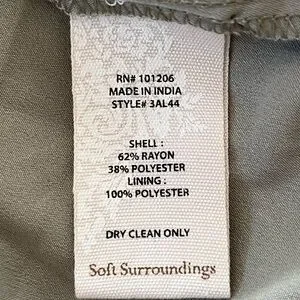 RN# 101206
MADE IN INDIA
STYLE# 3AL44
SHELL :
62% RAYON
38% POLYESTER
LINING :
100% POLYESTER
DRY CLEAN ONLY
Soft Surroundings